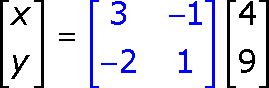 [x] = [3 −1] [4]
[y] [−2 1] [9]